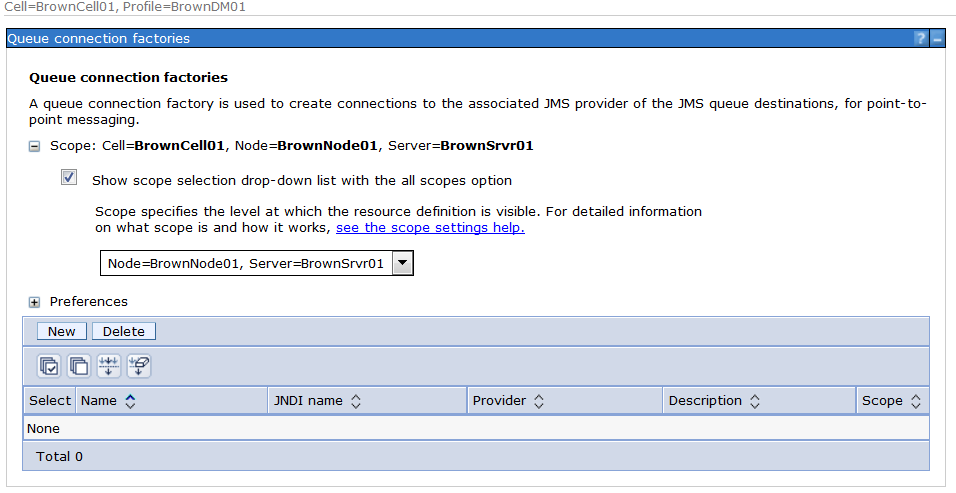 Cell=BrownCell01, Profile=BrownDM01
Queue connection factories ? –
Queue connection factories
A queue connection factory is used to create connections to the associated JMS provider of the JMS queue destinations, for point-to-
point messaging.
Scope: Cell=BrownCell01, Node=BrownNode01, Server=BrownSrvr01
Show scope selection drop-down list with the all scopes option
Scope specifies the level at which the resource definition is visible. For detailed information
on what scope is and how it works, see the scope settings help.
Node=BrownNode01, Server=BrownSrvr01
Preferences
New Delete
Select Name JNDI name Provider Description Scope
None
Total 0